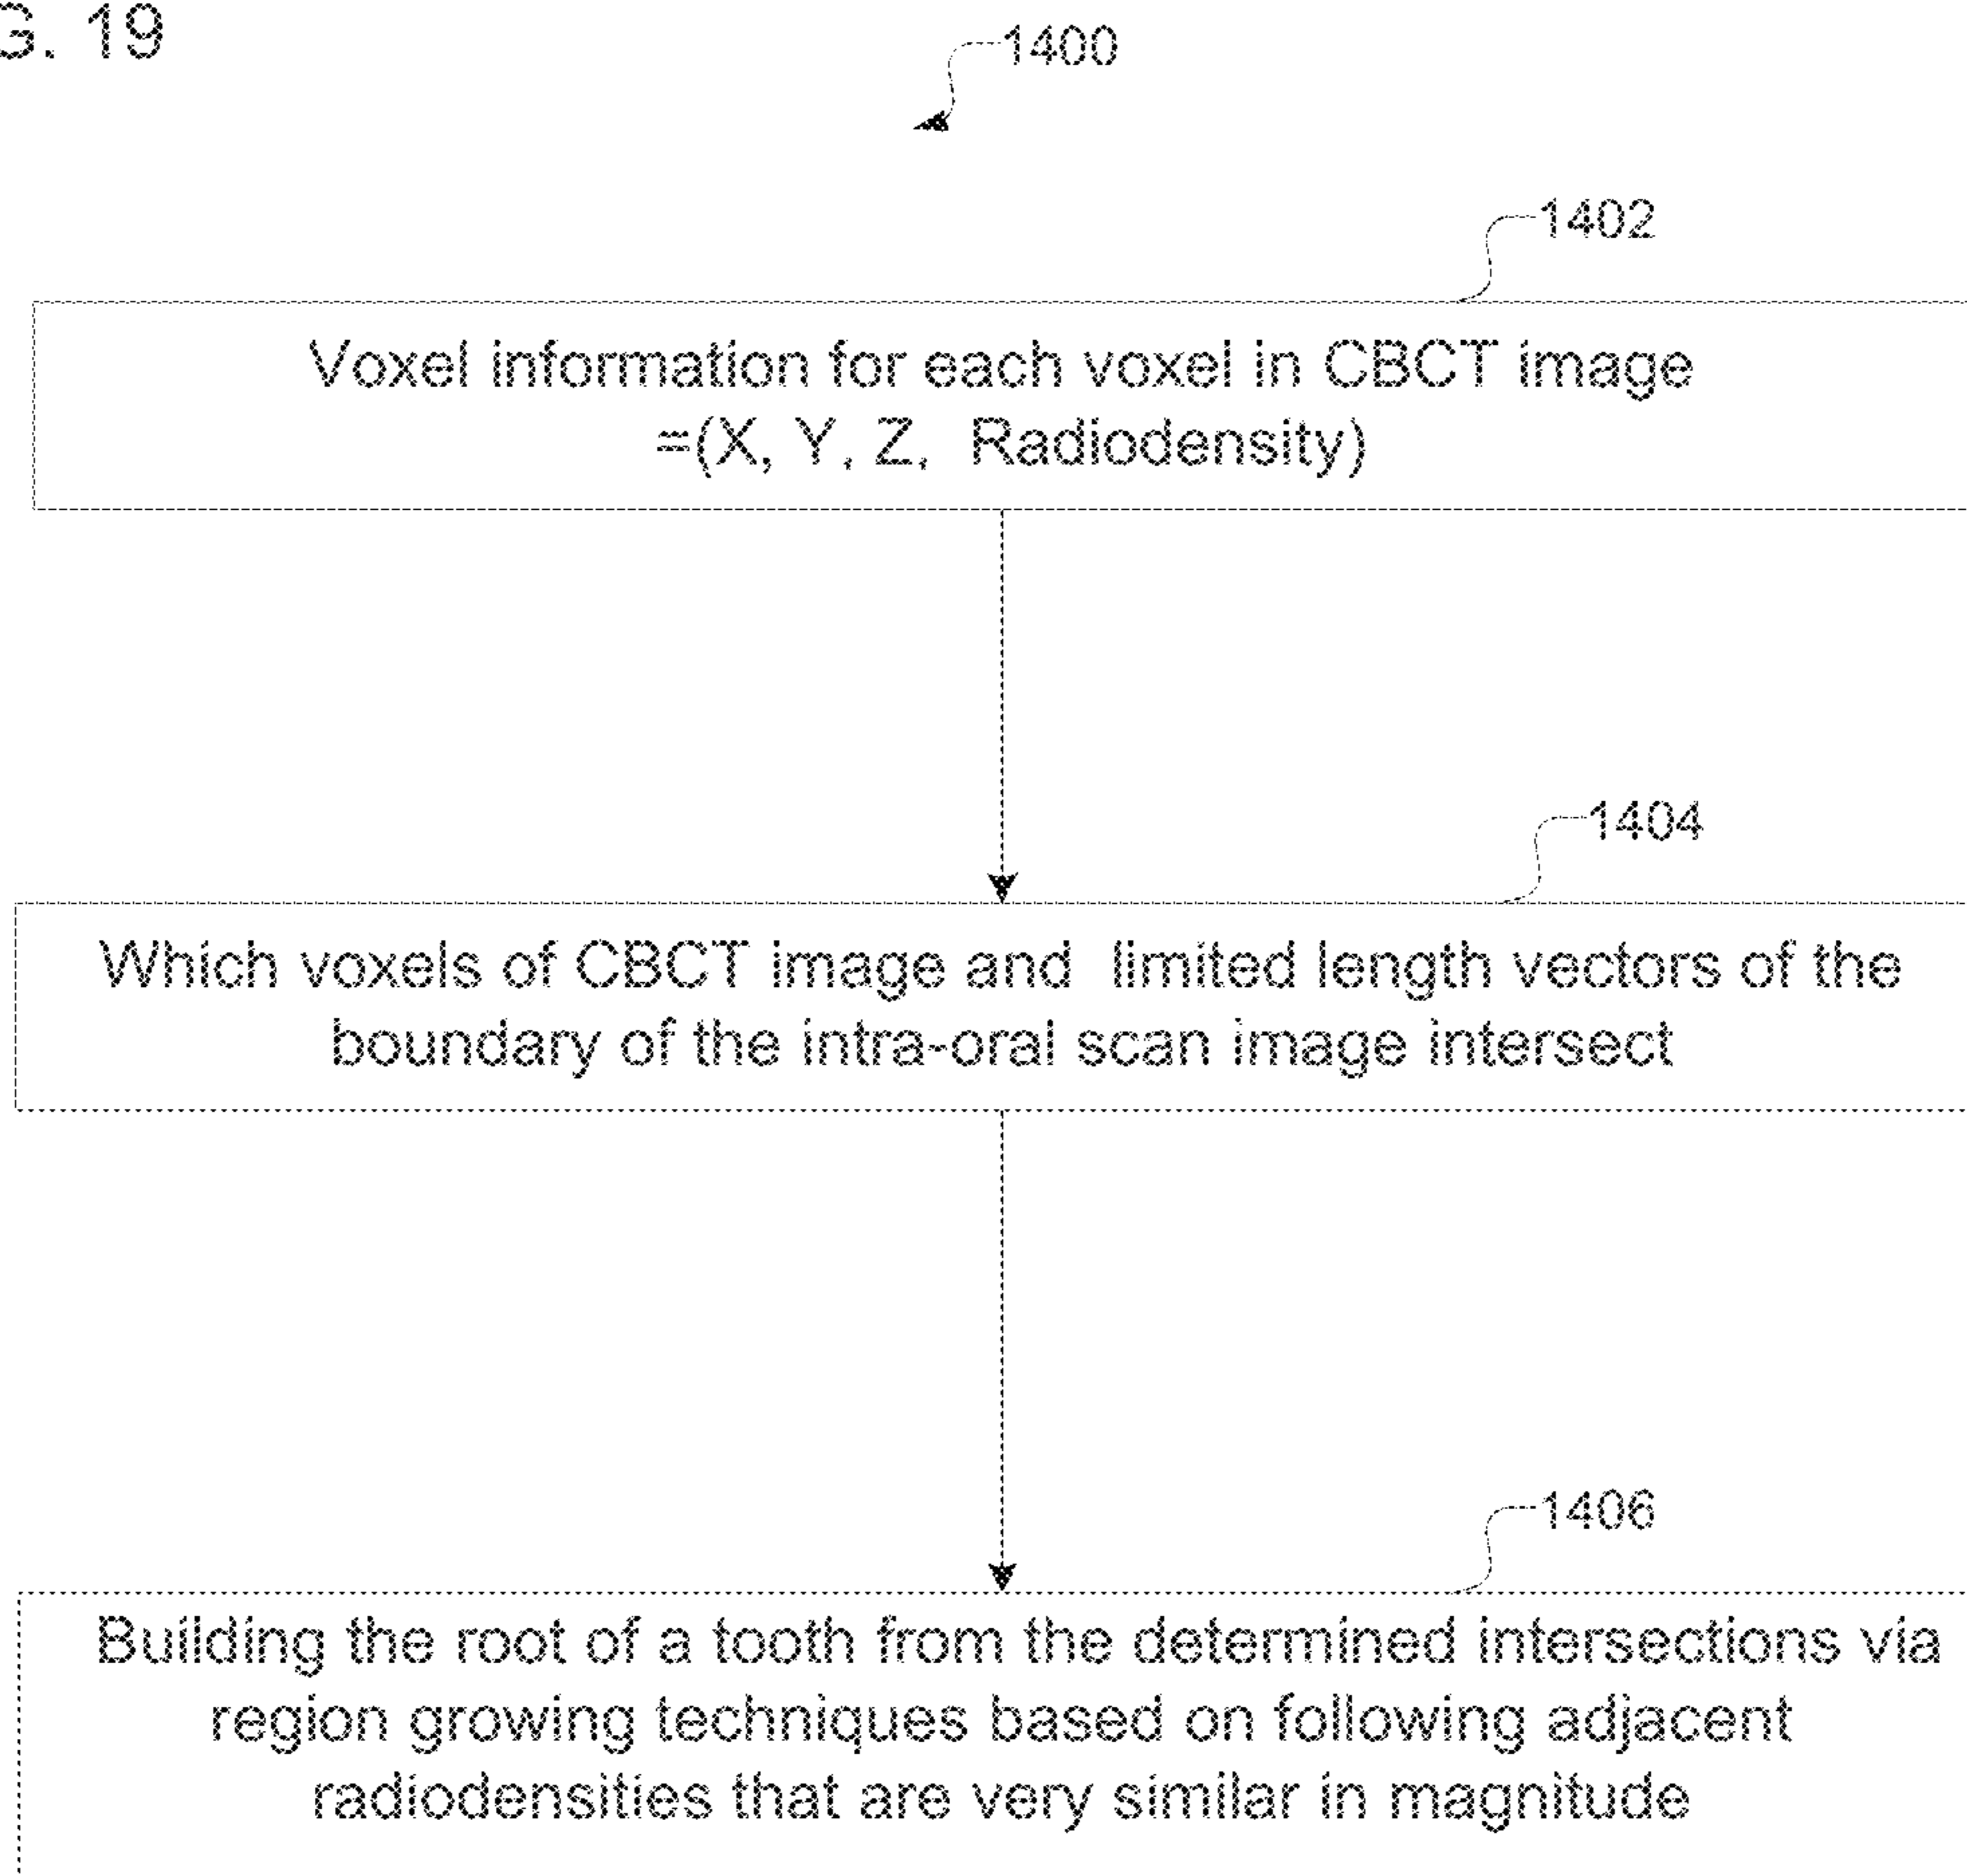 G. 19
1400
1402
Voxel information for each voxel in CBCT image
=(X, Y, Z, Radiodensity)
1404
Which voxels of CBCT image and limited length vectors of the
boundary of the intra-oral scan image intersect
1406
Building the root of a tooth from the determined intersections via
region growing techniques based on following adjacent
radiodensities that are very similar in magnitude